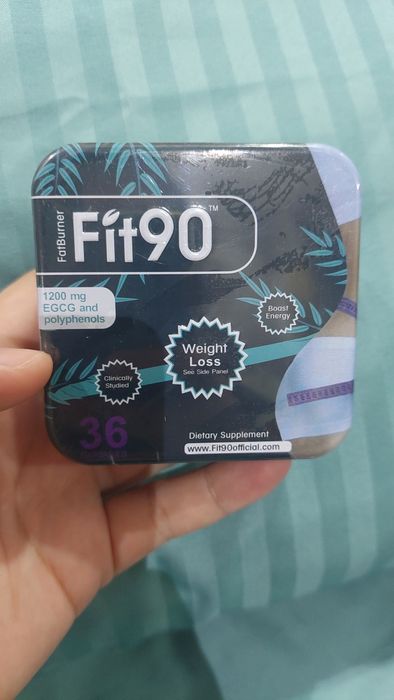 FatBurner
Fit90™
1200 mg
EGCG and
polyphenols
Boost
Energy
Weight
Loss
See Side Panel
Clinically
Studied
36
Dietary Supplement
www.Fit90official.com